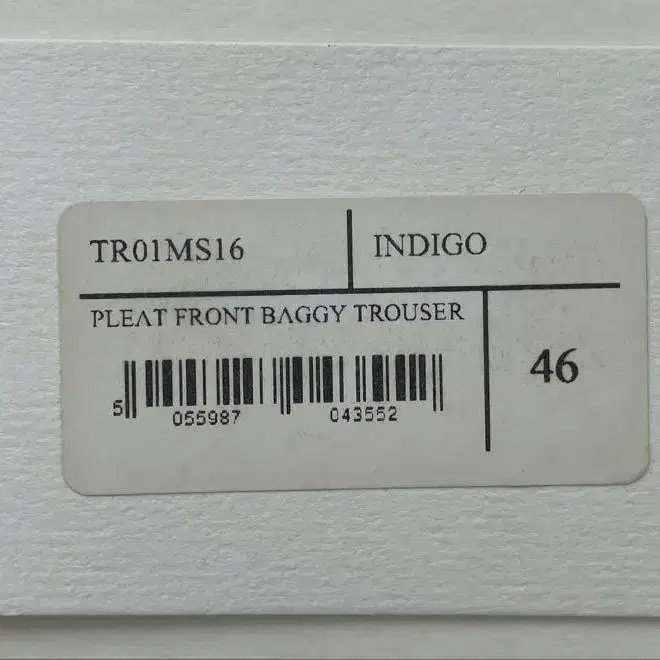 TR01MS16
INDIGO
PLEAT FRONT BAGGY TROUSER
46
5 055987 043552